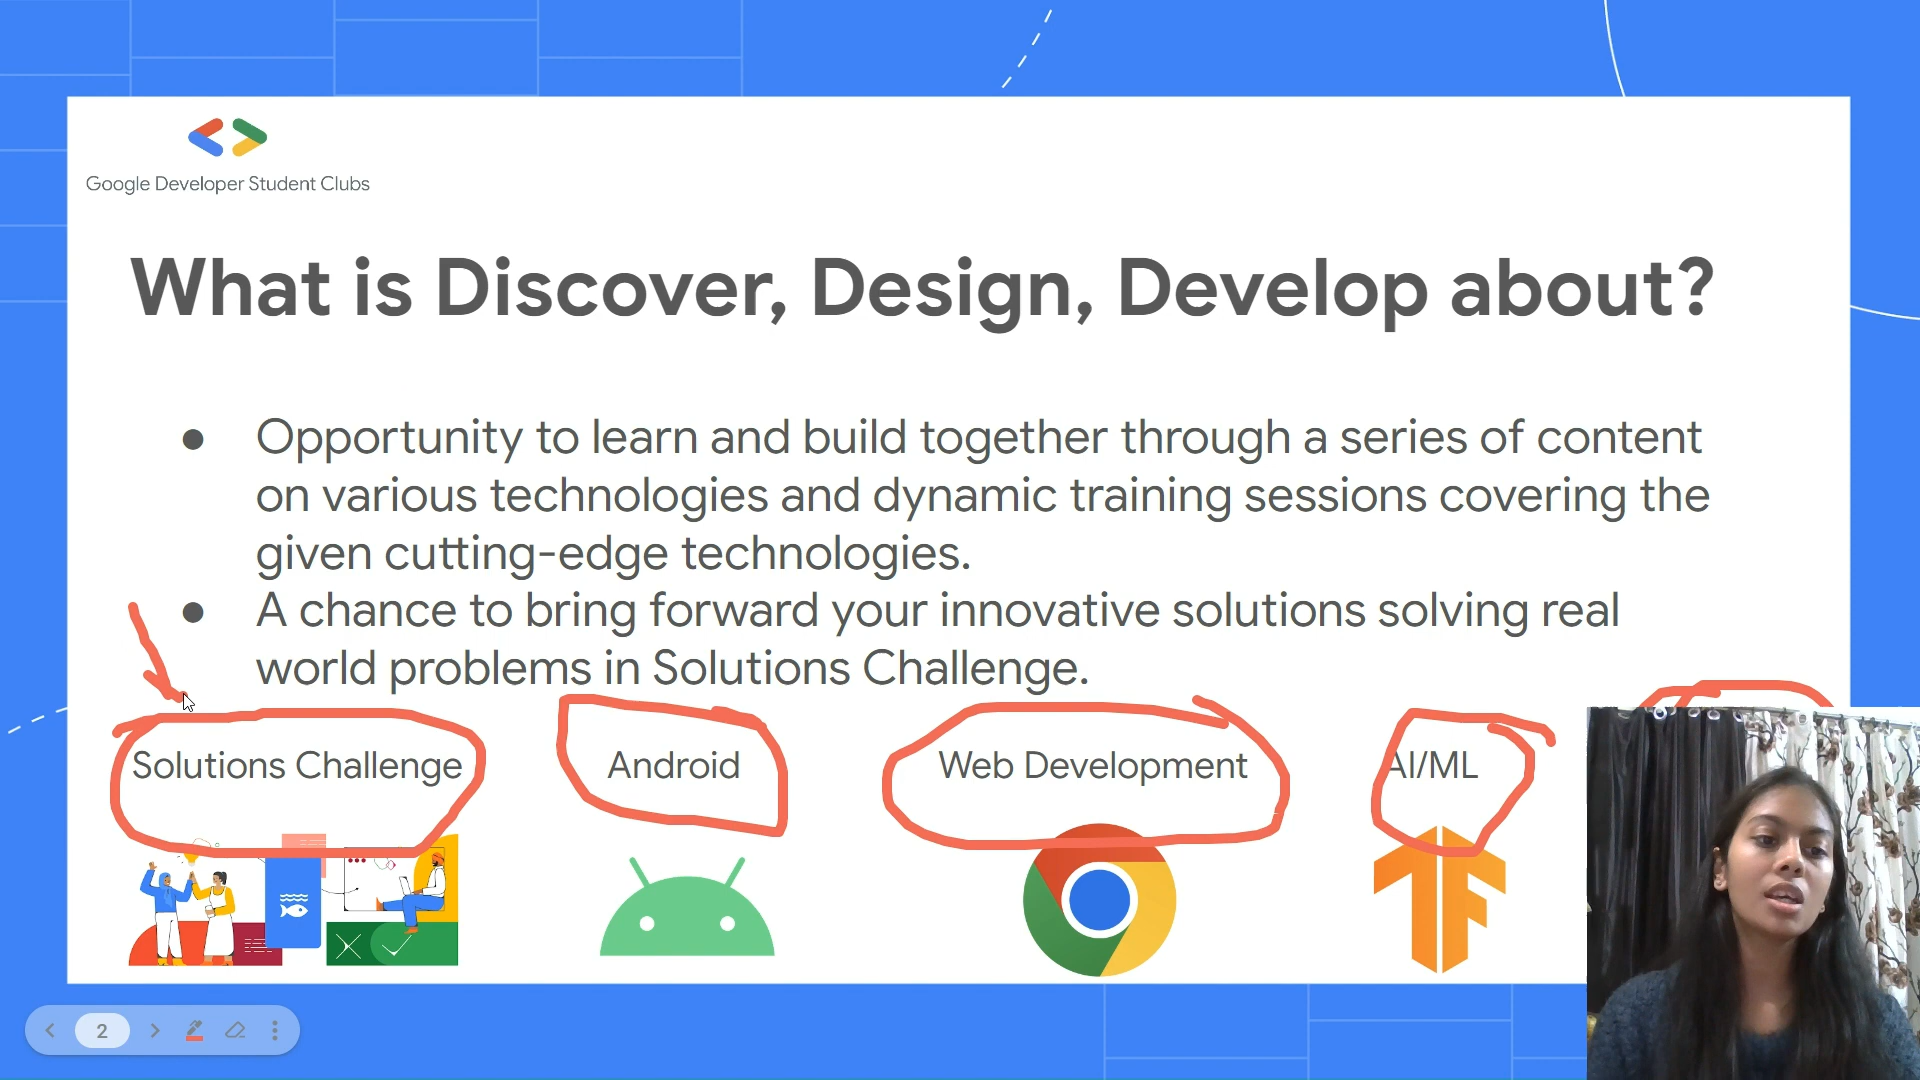 Google Developer Student Clubs
What is Discover, Design, Develop about?
● Opportunity to learn and build together through a series of content
on various technologies and dynamic training sessions covering the
given cutting-edge technologies.
● A chance to bring forward your innovative solutions solving real
world problems in Solutions Challenge.
Solutions Challenge
Android
Web Development
AI/ML
2